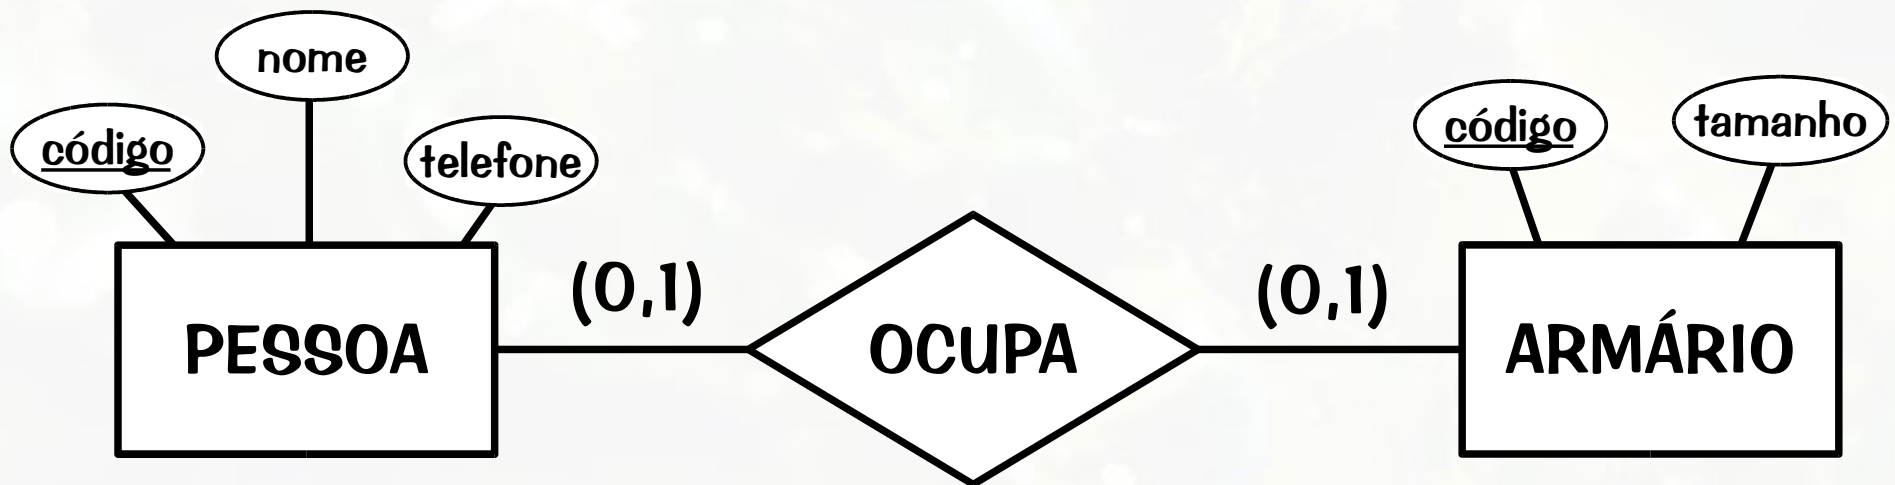 nome
código
telefone
código
tamanho
(0,1)
(0,1)
PESSOA
OCUPA
ARMÁRIO